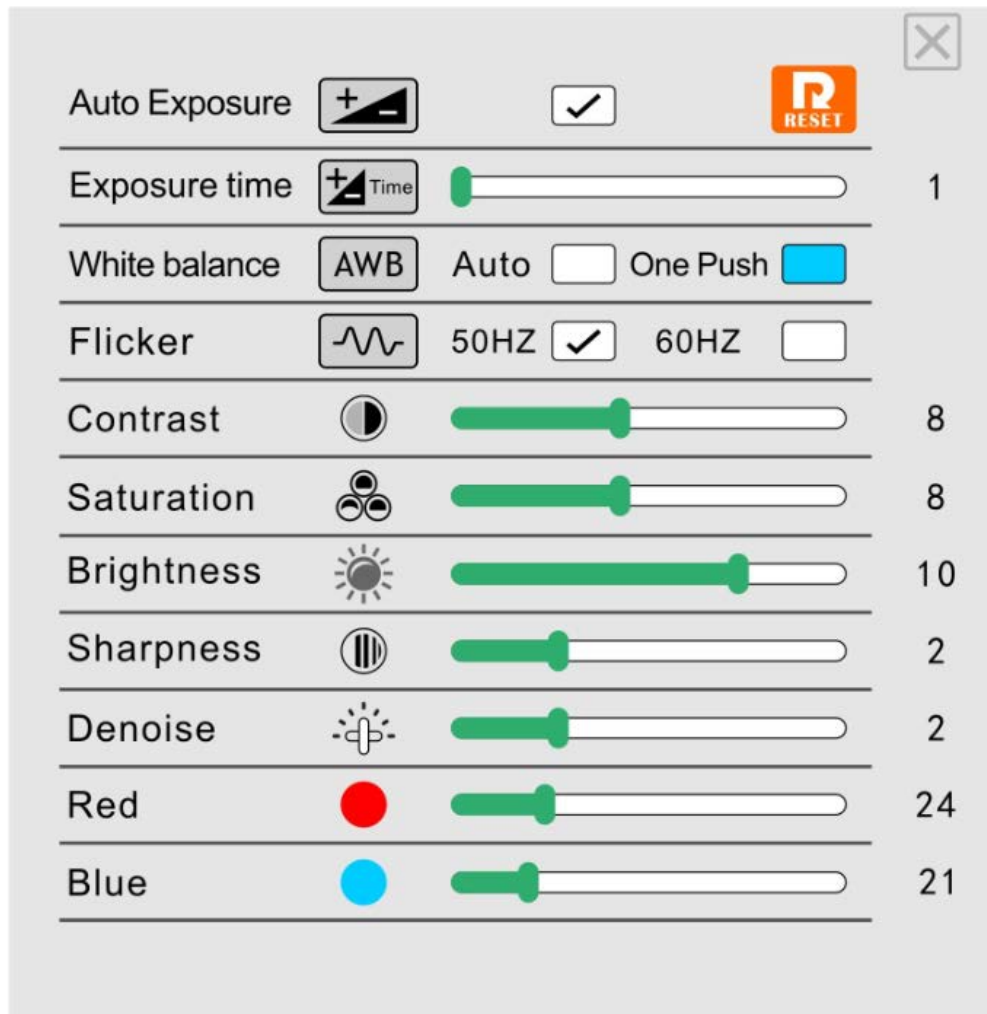 Auto Exposure RESET
Exposure time Time 1
White balance AWB Auto One Push
Flicker 50HZ 60HZ
Contrast 8
Saturation 8
Brightness 10
Sharpness 2
Denoise 2
Red 24
Blue 21